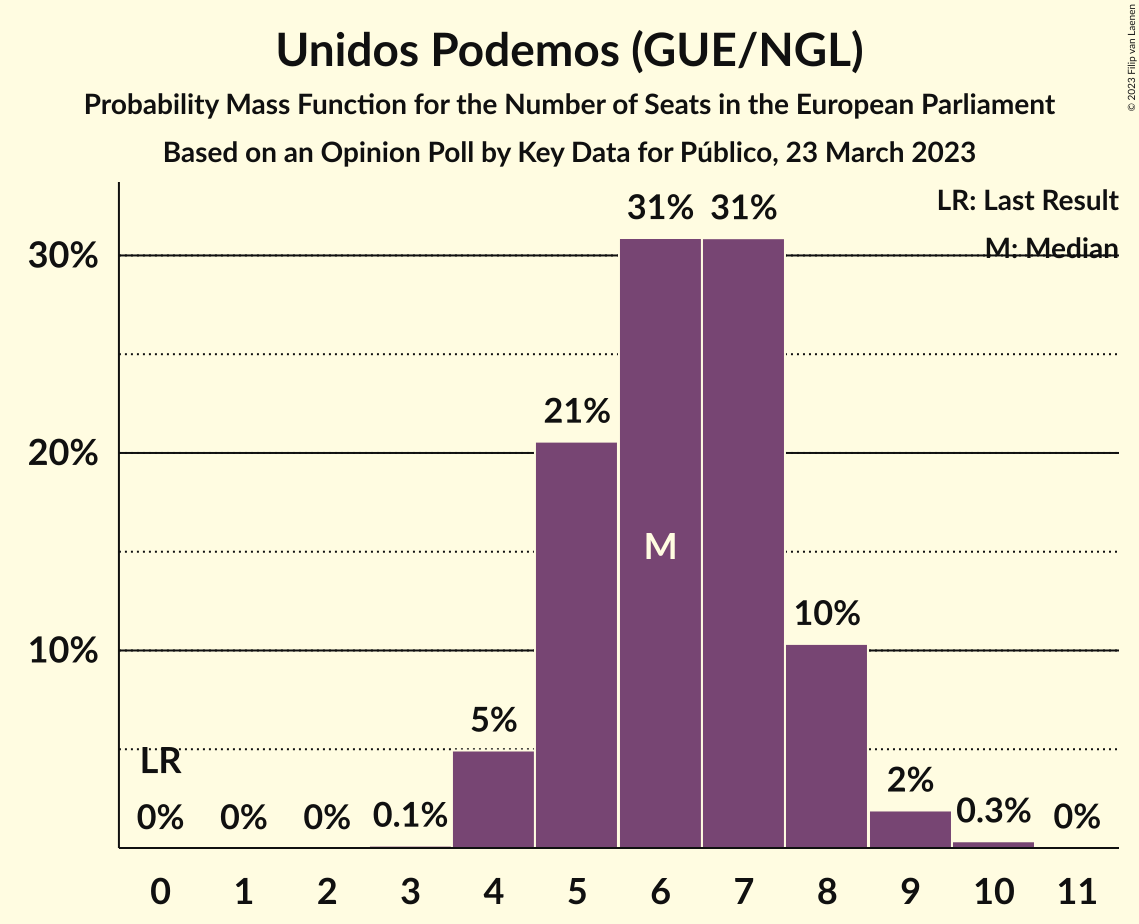 Unidos Podemos (GUE/NGL)
Probability Mass Function for the Number of Seats in the European Parliament
Based on an Opinion Poll by Key Data for Público, 23 March 2023
© 2023 Filip van Laenen
LR: Last Result
M: Median
31% 31%
30%
21%
20%
M
10%
10%
5%
LR
2%
0% 0% 0% 0.1% 0.3% 0%
0 1 2 3 4 5 6 7 8 9 10 11